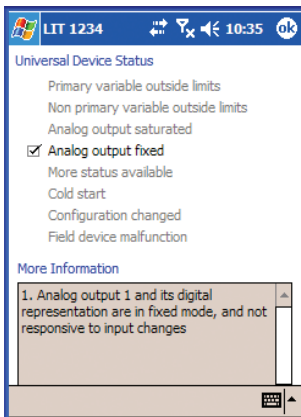 LIT 1234 10:35 ok
Universal Device Status
Primary variable outside limits
Non primary variable outside limits
Analog output saturated
Analog output fixed
More status available
Cold start
Configuration changed
Field device malfunction
More Information
1. Analog output 1 and its digital
representation are in fixed mode, and not
responsive to input changes